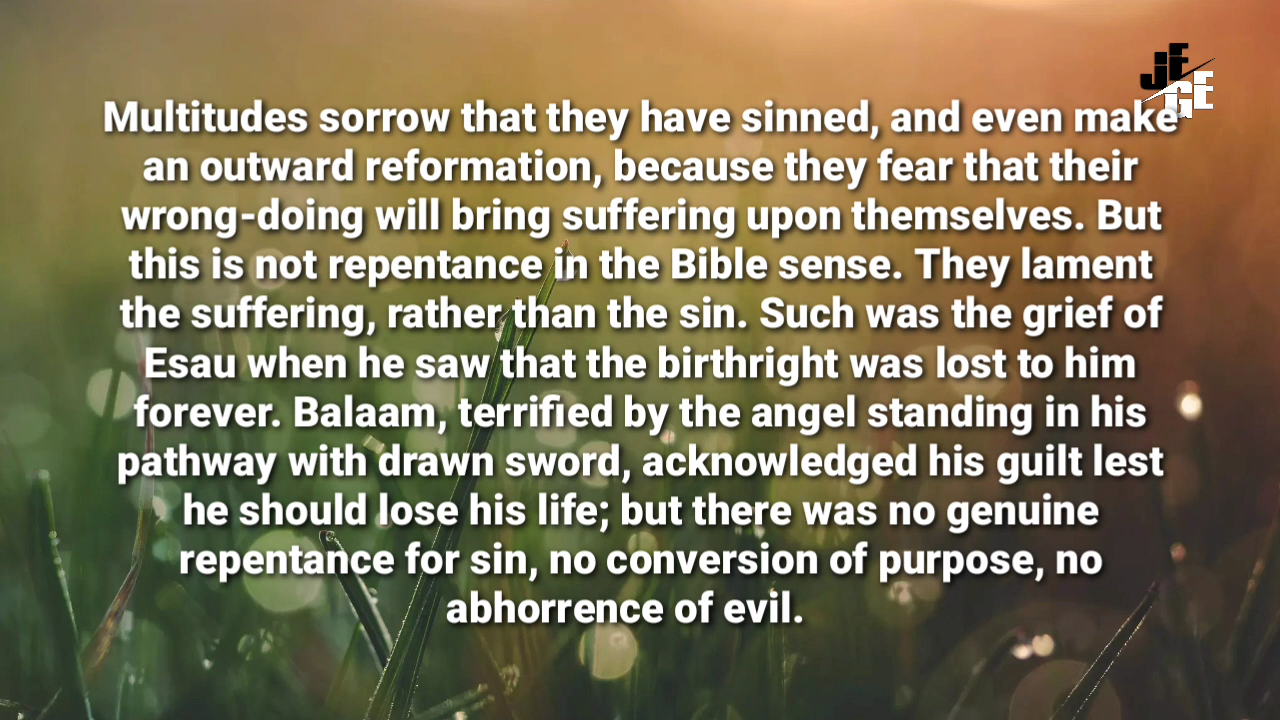 JF
GF
Multitudes sorrow that they have sinned, and even make
an outward reformation, because they fear that their
wrong-doing will bring suffering upon themselves. But
this is not repentance in the Bible sense. They lament
the suffering, rather than the sin. Such was the grief of
Esau when he saw that the birthright was lost to him
forever. Balaam, terrified by the angel standing in his
pathway with drawn sword, acknowledged his guilt lest
he should lose his life; but there was no genuine
repentance for sin, no conversion of purpose, no
abhorrence of evil.